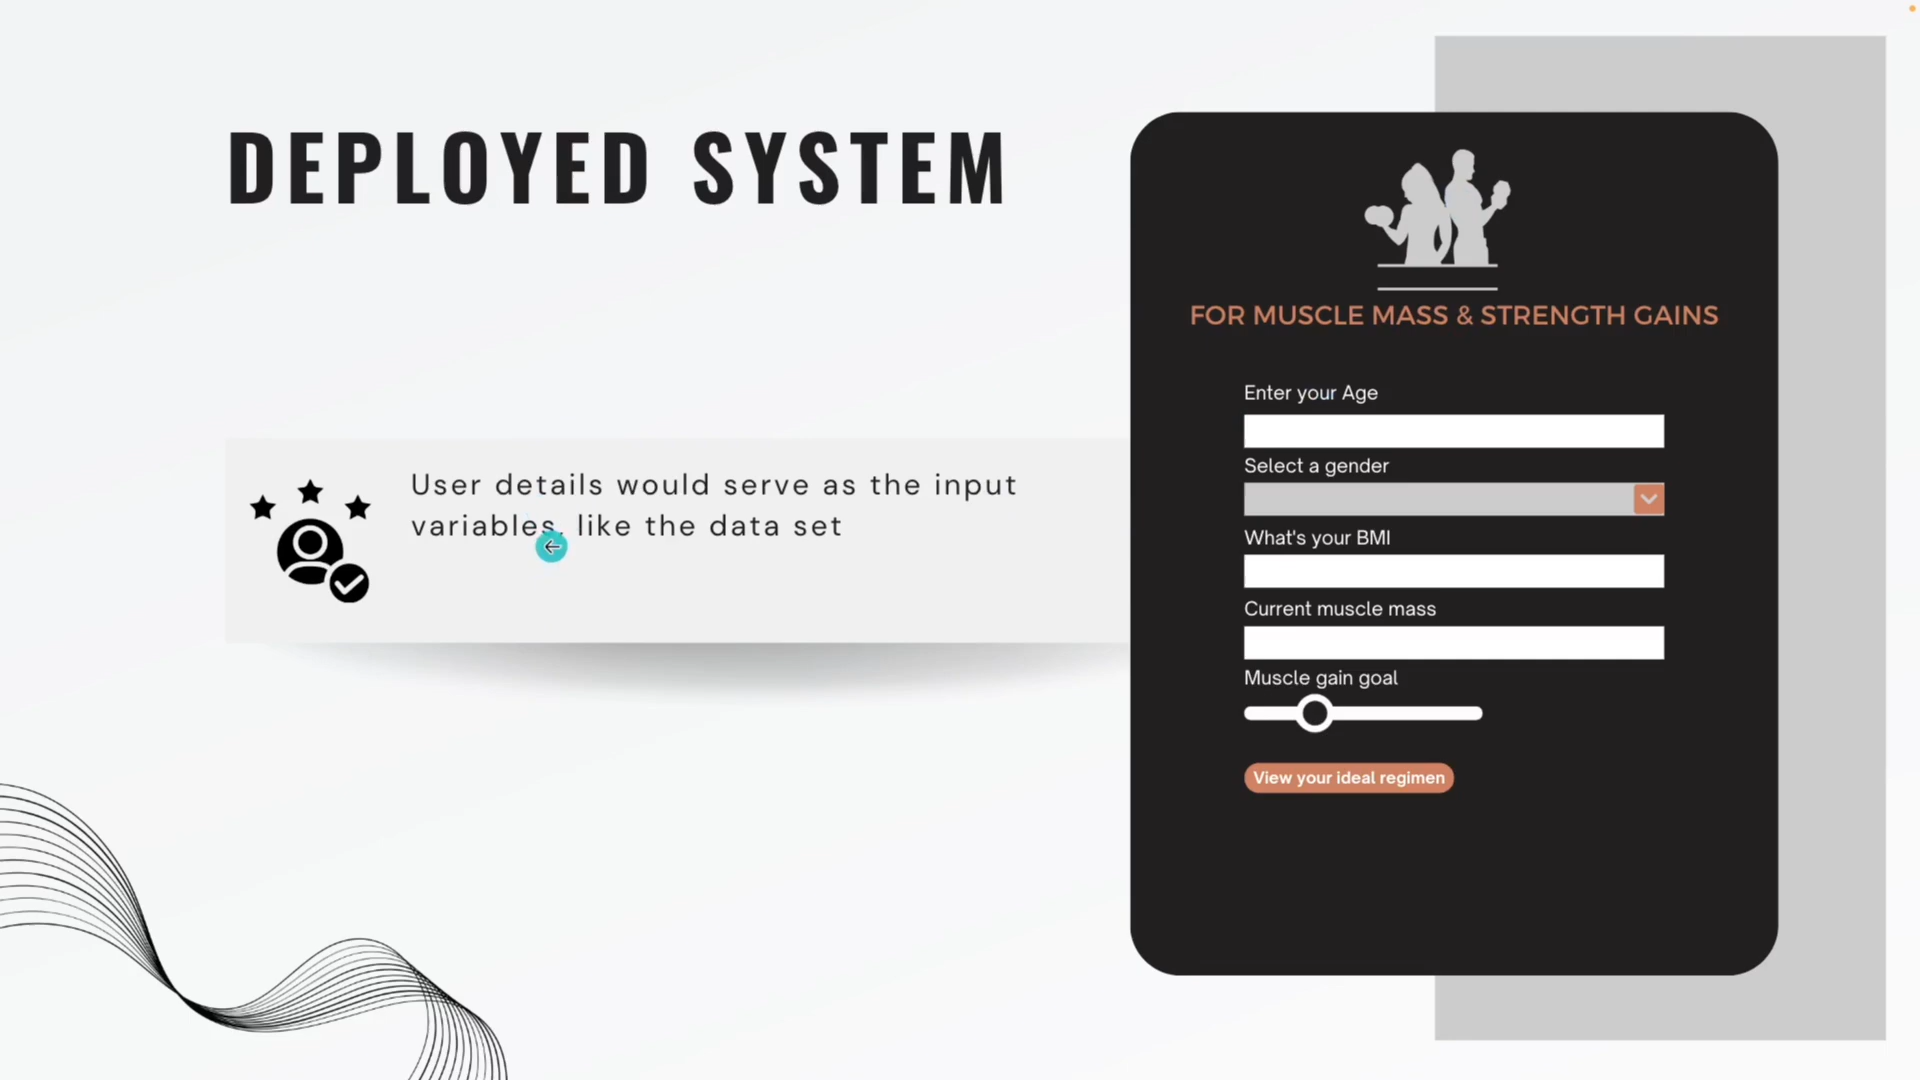 DEPLOYED SYSTEM
User details would serve as the input
variables, like the data set
FOR MUSCLE MASS & STRENGTH GAINS
Enter your Age
Select a gender
What's your BMI
Current muscle mass
Muscle gain goal
View your ideal regimen